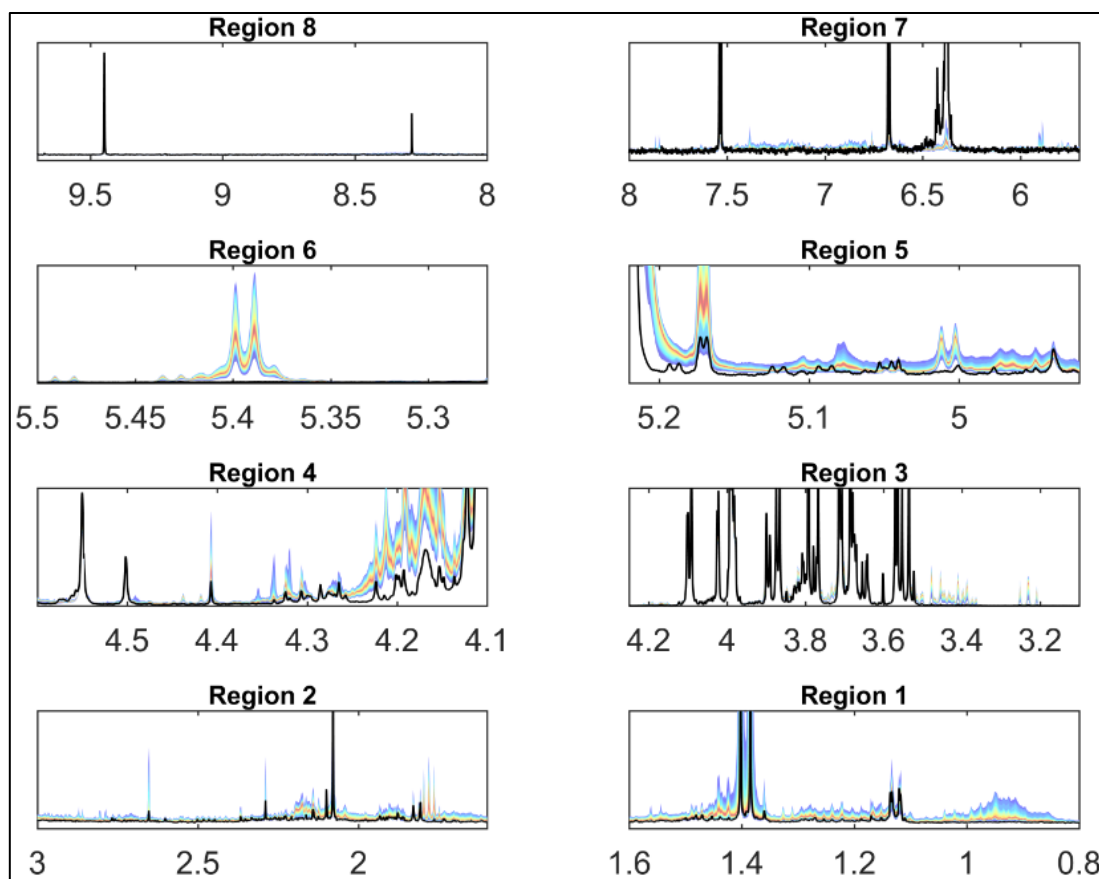 Region 8
9.5 9 8.5 8
Region 7
8 7.5 7 6.5 6
Region 6
5.5 5.45 5.4 5.35 5.3
Region 5
5.2 5.1 5
Region 4
4.5 4.4 4.3 4.2 4.1
Region 3
4.2 4 3.8 3.6 3.4 3.2
Region 2
3 2.5 2
Region 1
1.6 1.4 1.2 1 0.8